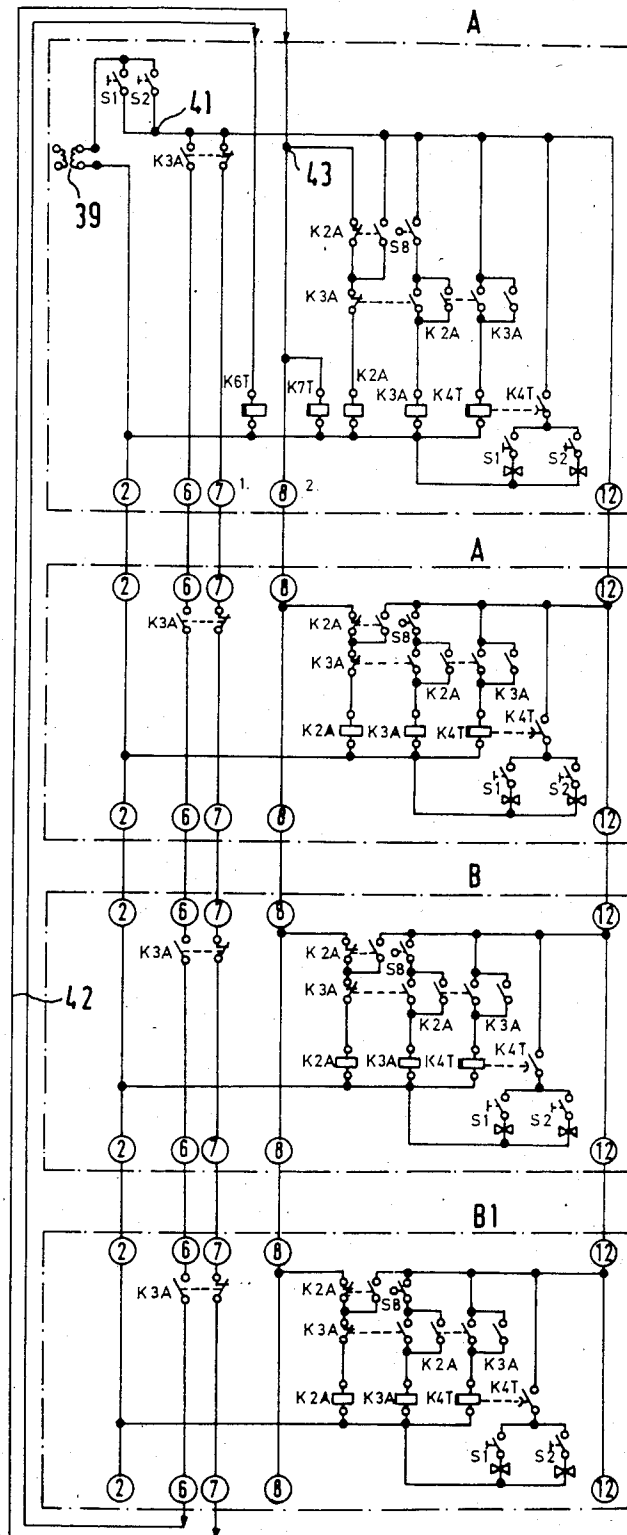 A
S1 S2 41
K3A 43
39
K2A S8
K3A K2A K3A
K6T K7T K2A K3A K4T K4T
S1 S2
2 6 7 1. 8 2. 12
A
2 6 7 8 12
K3A K2A S8
K3A K2A K3A
K2A K3A K4T K4T
S1 S2
2 6 7 8 12
B
2 6 7 8 12
K3A K2A S8
42 K3A K2A K3A
K2A K3A K4T K4T
S1 S2
2 6 7 8 12
B1
2 6 7 8 12
K3A K2A S8
K3A K2A K3A
K2A K3A K4T K4T
S1 S2
2 6 7 8 12